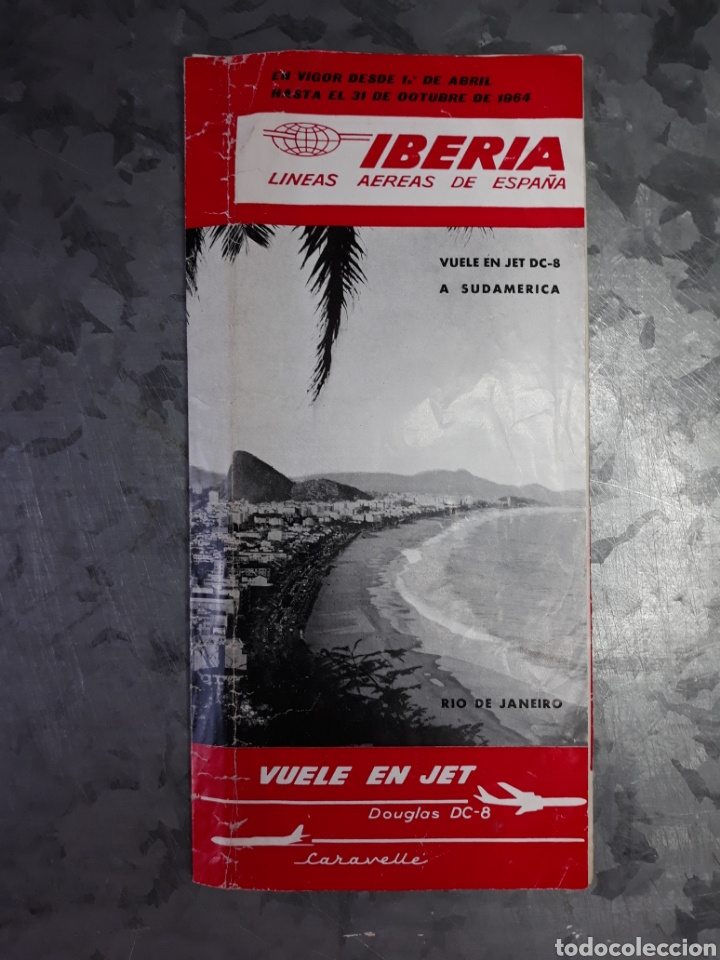 EN VIGOR DESDE 1.º DE ABRIL
HASTA EL 31 DE OCTUBRE DE 1964
IBERIA
LINEAS AEREAS DE ESPAÑA
VUELE EN JET DC-8
A SUDAMERICA
RIO DE JANEIRO
VUELE EN JET
Douglas DC-8
Caravelle
todocoleccion